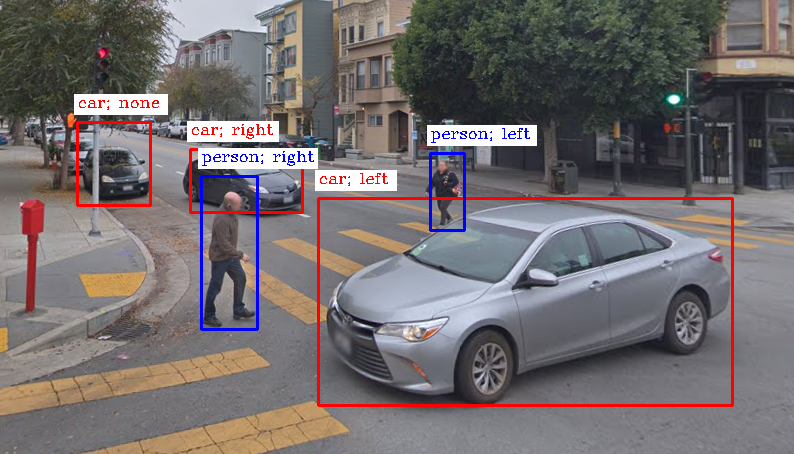 car; none
car; right
person; left
person; right
car; left